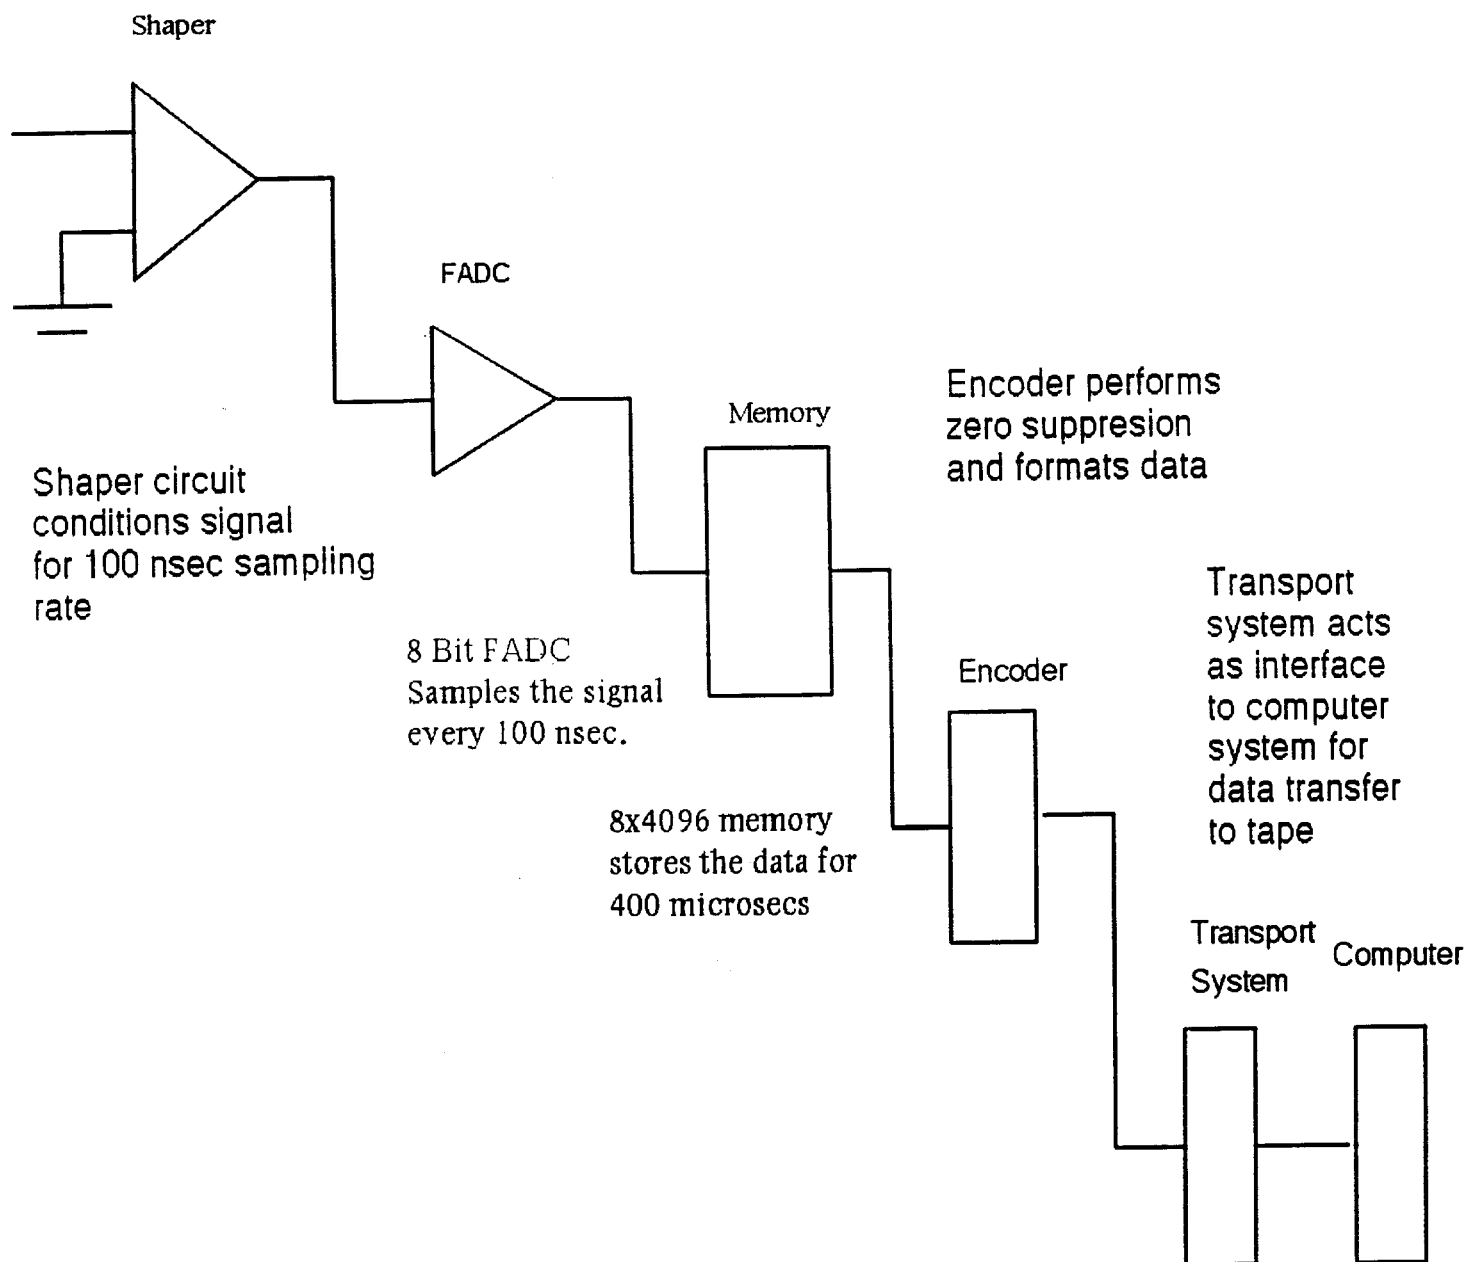 Shaper
FADC
Memory
Encoder performs
zero suppresion
and formats data
Shaper circuit
conditions signal
for 100 nsec sampling
rate
Transport
system acts
as interface
to computer
system for
data transfer
to tape
8 Bit FADC
Samples the signal
every 100 nsec.
Encoder
8x4096 memory
stores the data for
400 microsecs
Transport
System
Computer